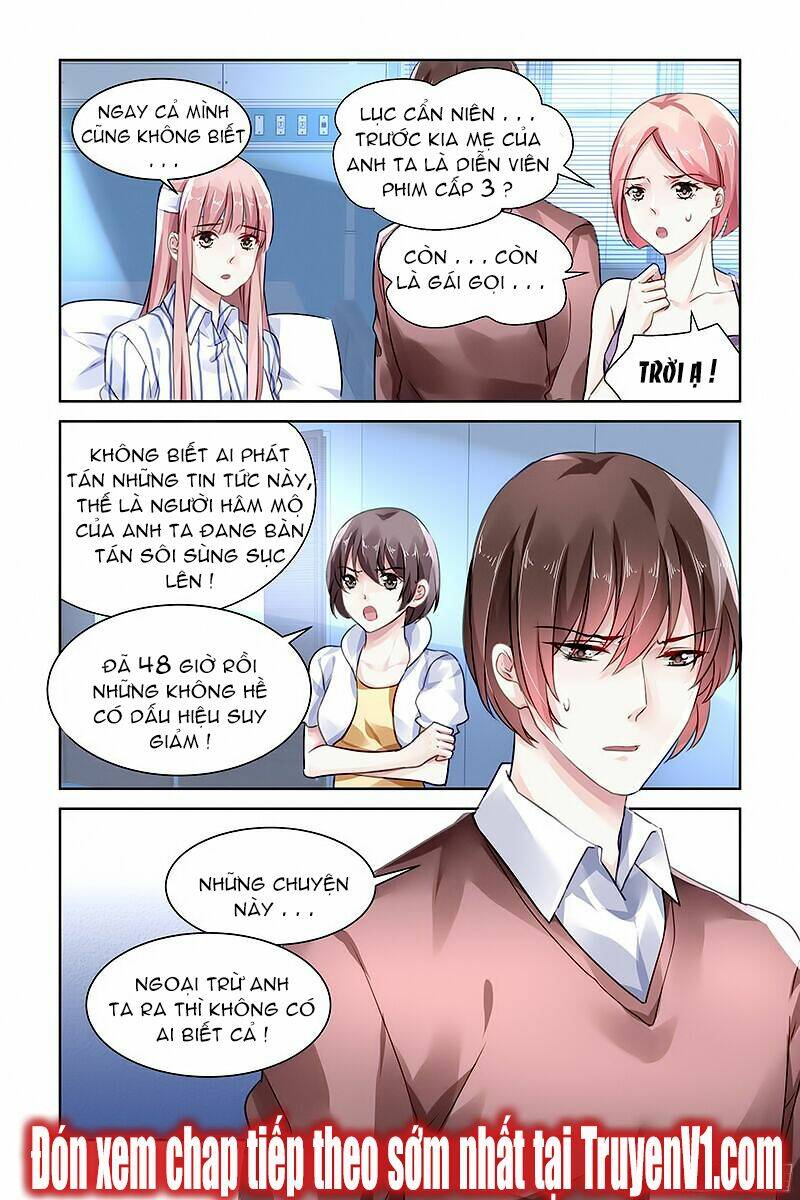 NGAY CẢ MÌNH
CŨNG KHÔNG BIẾT
. . .
LỤC CẨN NIÊN . . .
TRƯỚC KIA MẸ CỦA
ANH TA LÀ DIỄN VIÊN
PHIM CẤP 3 ?
CÒN . . . CÒN
LÀ GÁI GỌI . . .
TRỜI Ạ !
KHÔNG BIẾT AI PHÁT
TÁN NHỮNG TIN TỨC NÀY,
THẾ LÀ NGƯỜI HÂM MỘ
CỦA ANH TA ĐANG BÀN
TÁN SÔI SÙNG SỤC
LÊN !
ĐÃ 48 GIỜ RỒI
NHỮNG KHÔNG HỀ
CÓ DẤU HIỆU SUY
GIẢM !
NHỮNG CHUYỆN
NÀY . . .
NGOẠI TRỪ ANH
TA RA THÌ KHÔNG CÓ
AI BIẾT CẢ !
Đón xem chap tiếp theo sớm nhất tại TruyenV1.com